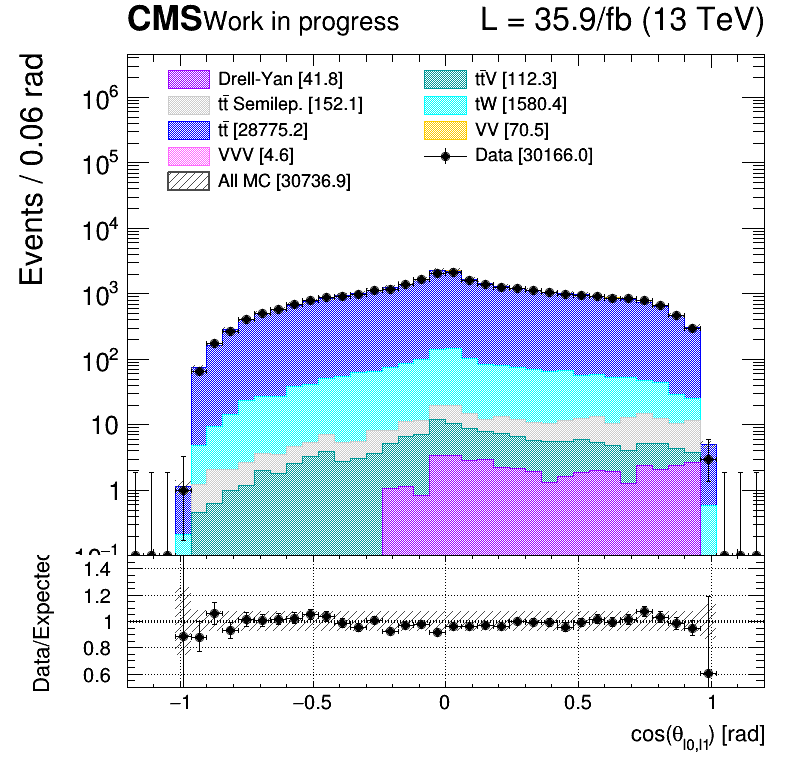 CMS Work in progress L = 35.9/fb (13 TeV)
Events / 0.06 rad
Drell-Yan [41.8]
tt̄V [112.3]
tt̄ Semilep. [152.1]
tW [1580.4]
tt̄ [28775.2]
VV [70.5]
VVV [4.6]
Data [30166.0]
All MC [30736.9]
10⁶
10⁵
10⁴
10³
10²
10
1
10⁻¹
Data/Expected
1.4
1.2
1
0.8
0.6
−1 −0.5 0 0.5 1
cos(θ_l0,l1) [rad]